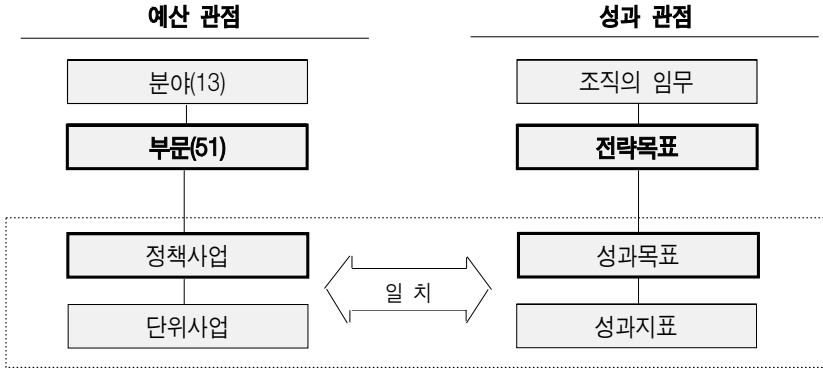 예산 관점
성과 관점
분야(13)
조직의 임무
부문(51)
전략목표
정책사업
성과목표
일 치
단위사업
성과지표